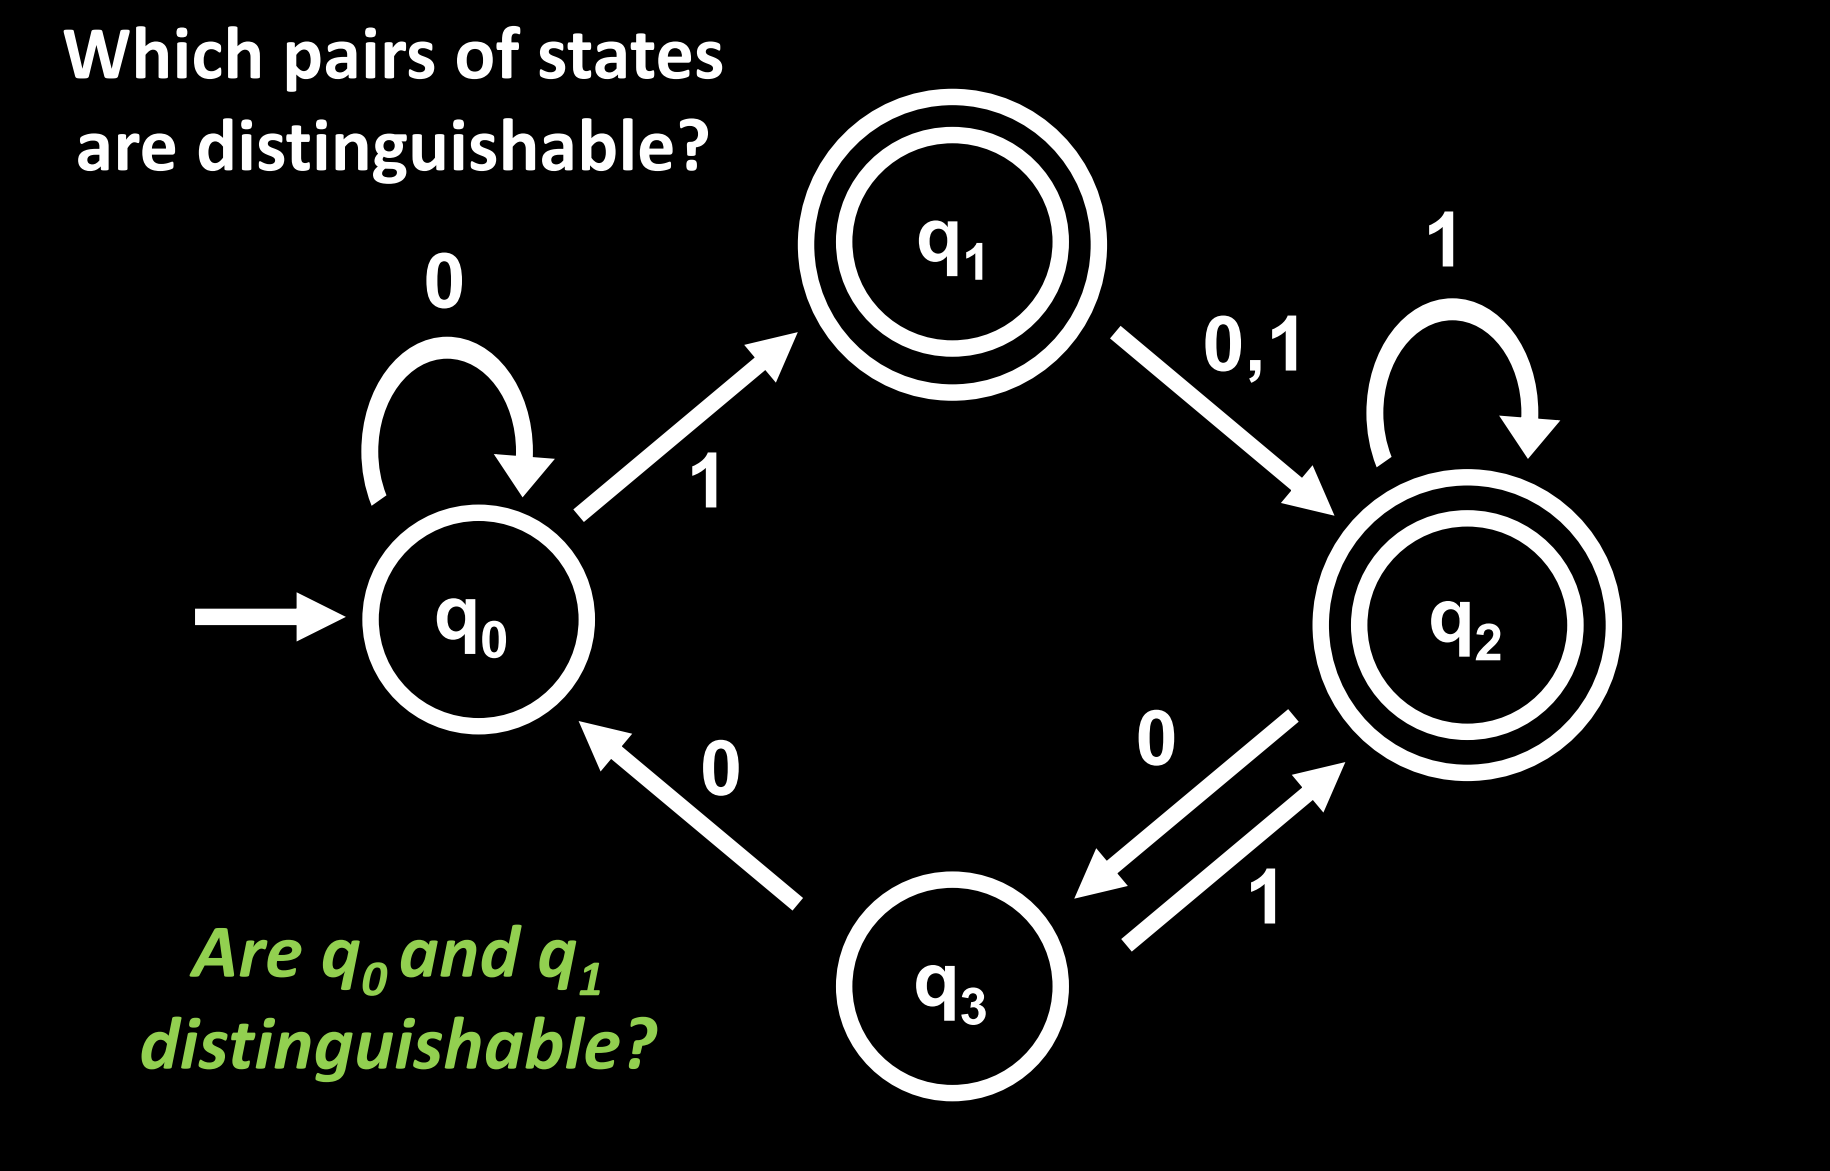 Which pairs of states
are distinguishable?
q₁
1
0
0,1
1
q₀
q₂
0
0
1
Are q₀ and q₁
distinguishable?
q₃